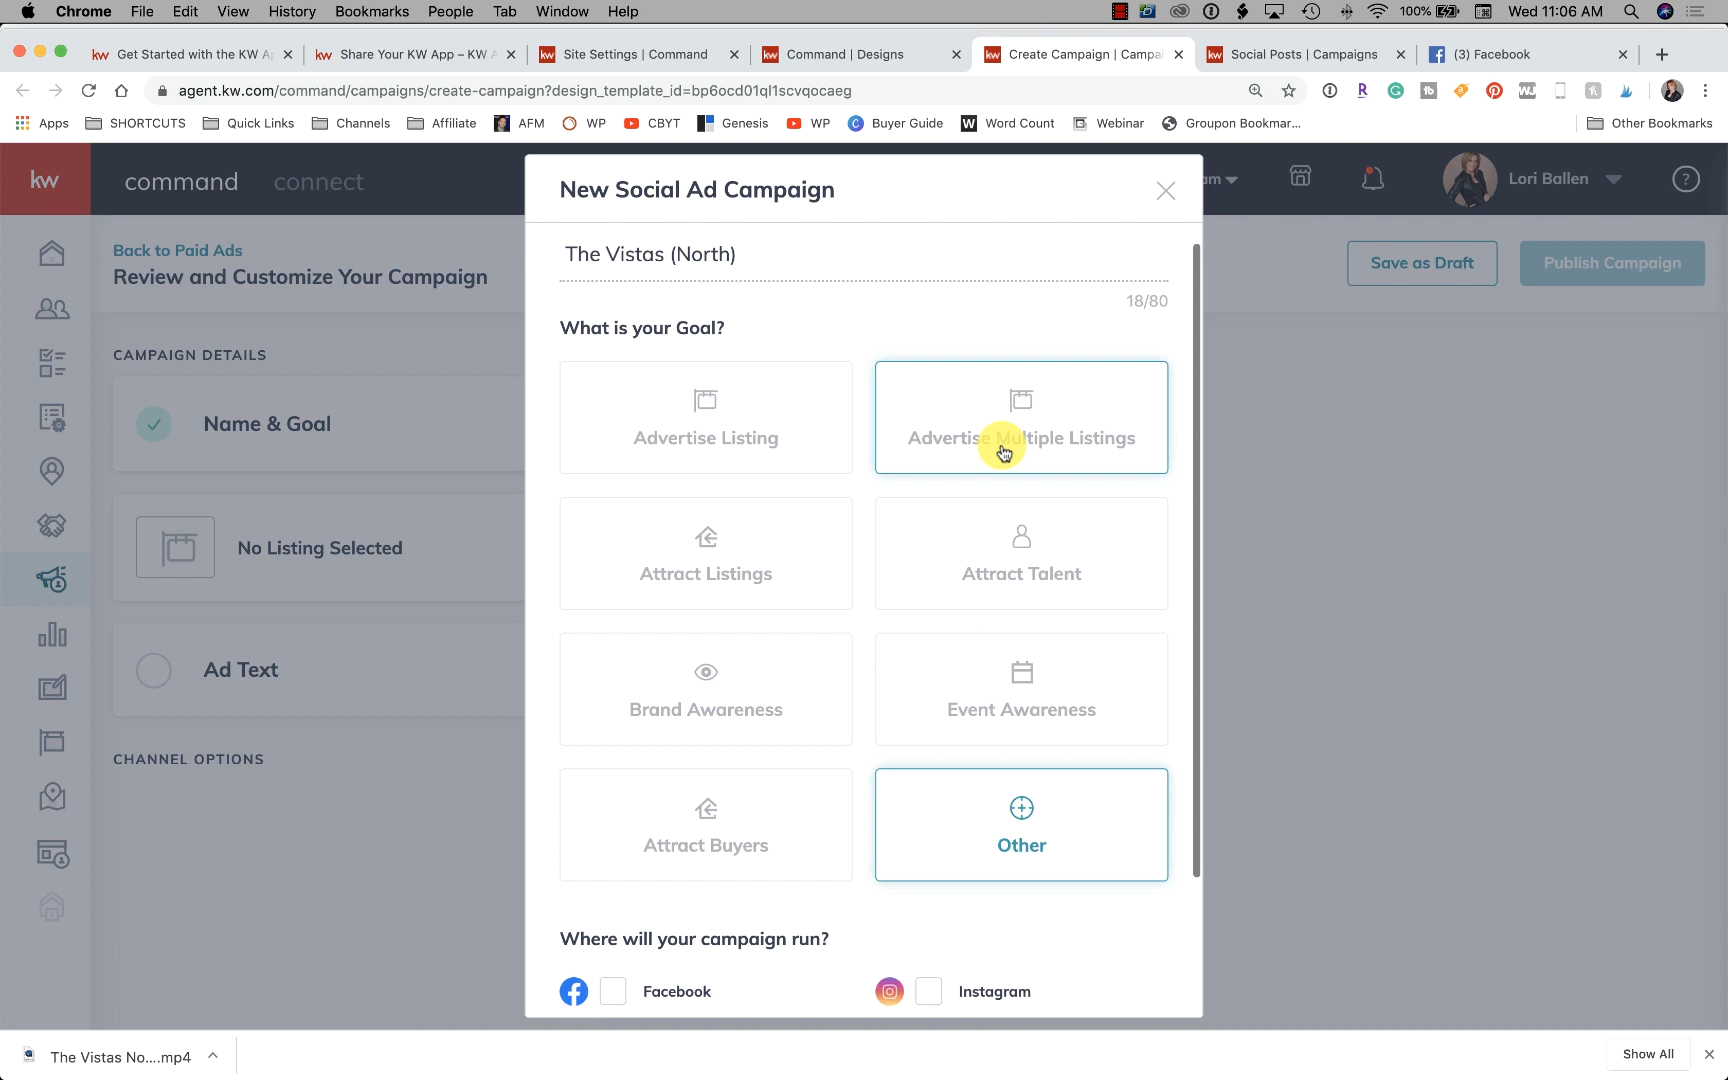 Chrome File Edit View History Bookmarks People Tab Window Help 100% Wed 11:06 AM
kw Get Started with the KW A kw Share Your KW App – KW kw Site Settings | Command kw Command | Designs kw Create Campaign | Campa kw Social Posts | Campaigns (3) Facebook
agent.kw.com/command/campaigns/create-campaign?design_template_id=bp6ocd01ql1scvqocaeg
Apps SHORTCUTS Quick Links Channels Affiliate AFM WP CBYT Genesis WP Buyer Guide W Word Count Webinar Groupon Bookmar... Other Bookmarks
kw command connect
am
Lori Ballen
?
New Social Ad Campaign
Back to Paid Ads
Review and Customize Your Campaign
Save as Draft
Publish Campaign
The Vistas (North)
18/80
What is your Goal?
CAMPAIGN DETAILS
Name & Goal
Advertise Listing
Advertise Multiple Listings
No Listing Selected
Attract Listings
Attract Talent
Ad Text
Brand Awareness
Event Awareness
CHANNEL OPTIONS
Attract Buyers
Other
Where will your campaign run?
Facebook
Instagram
The Vistas No....mp4
Show All